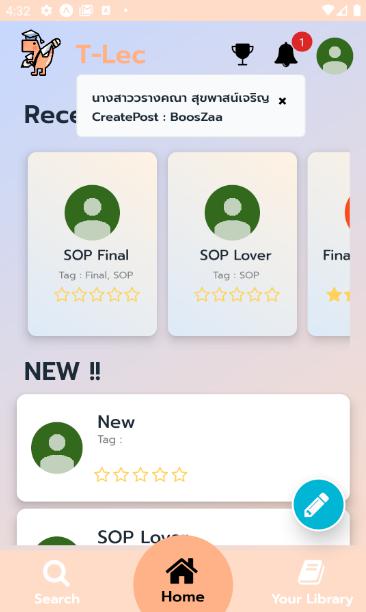 4:32
T-Lec
1
นางสาววรางคณา สุขพาสน์เจริญ ×
CreatePost : BoosZaa
Rece
SOP Final
Tag : Final, SOP
SOP Lover
Tag : SOP
Fina
NEW !!
New
Tag :
SOP Lover
Search
Home
Your Library